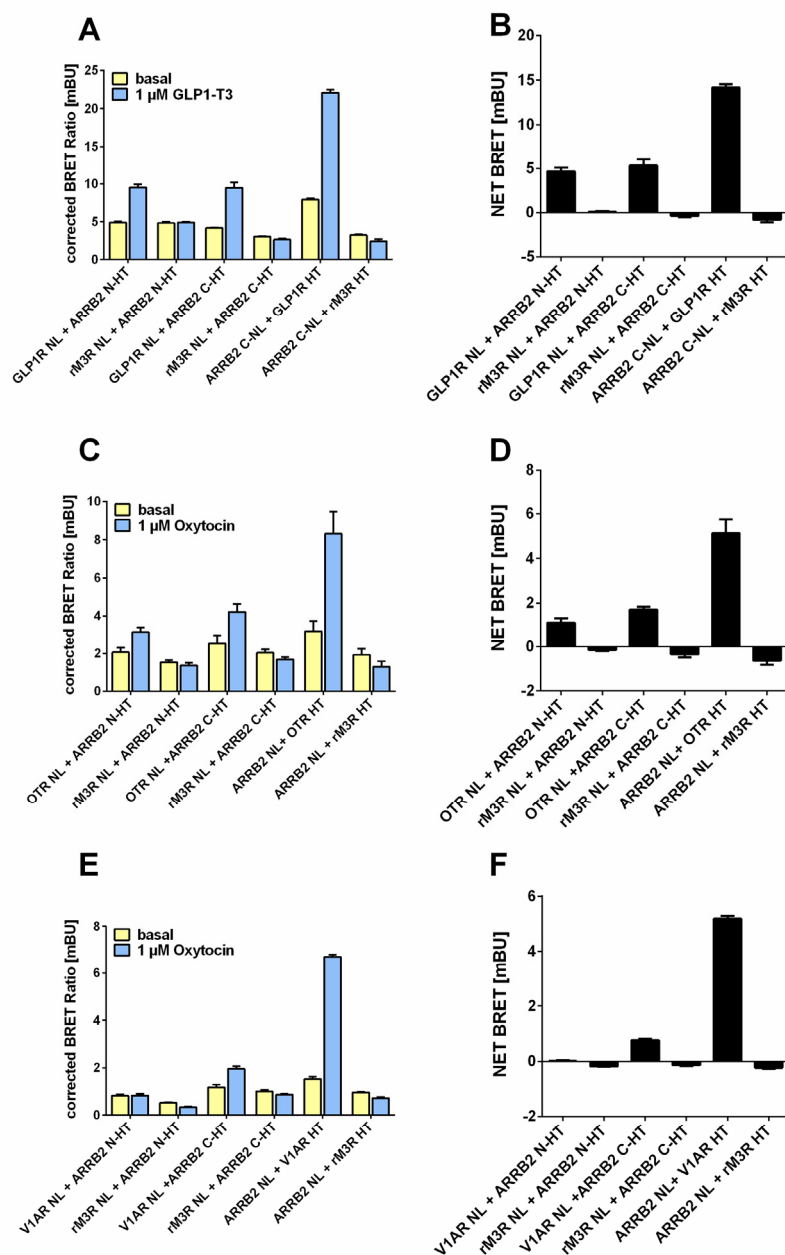 A
corrected BRET Ratio [mBU]
25
20
15
10
5
0
basal
1 µM GLP1-T3
GLP1R NL + ARRB2 N-HT
rM3R NL + ARRB2 N-HT
GLP1R NL + ARRB2 C-HT
rM3R NL + ARRB2 C-HT
ARRB2 C-NL + GLP1R HT
ARRB2 C-NL + rM3R HT
B
NET BRET [mBU]
20
15
10
5
0
-5
GLP1R NL + ARRB2 N-HT
rM3R NL + ARRB2 N-HT
GLP1R NL + ARRB2 C-HT
rM3R NL + ARRB2 C-HT
ARRB2 C-NL + GLP1R HT
ARRB2 C-NL + rM3R HT
C
corrected BRET Ratio [mBU]
10
8
6
4
2
0
basal
1 µM Oxytocin
OTR NL + ARRB2 N-HT
rM3R NL + ARRB2 N-HT
OTR NL +ARRB2 C-HT
rM3R NL + ARRB2 C-HT
ARRB2 NL+ OTR HT
ARRB2 NL + rM3R HT
D
NET BRET [mBU]
8
6
4
2
0
-2
OTR NL + ARRB2 N-HT
rM3R NL + ARRB2 N-HT
OTR NL +ARRB2 C-HT
rM3R NL + ARRB2 C-HT
ARRB2 NL+ OTR HT
ARRB2 NL + rM3R HT
E
corrected BRET Ratio [mBU]
8
6
4
2
0
basal
1 µM Oxytocin
V1AR NL + ARRB2 N-HT
rM3R NL + ARRB2 N-HT
V1AR NL +ARRB2 C-HT
rM3R NL + ARRB2 C-HT
ARRB2 NL + V1AR HT
ARRB2 NL + rM3R HT
F
NET BRET [mBU]
6
4
2
0
-2
V1AR NL + ARRB2 N-HT
rM3R NL + ARRB2 N-HT
V1AR NL +ARRB2 C-HT
rM3R NL + ARRB2 C-HT
ARRB2 NL+ V1AR HT
ARRB2 NL + rM3R HT